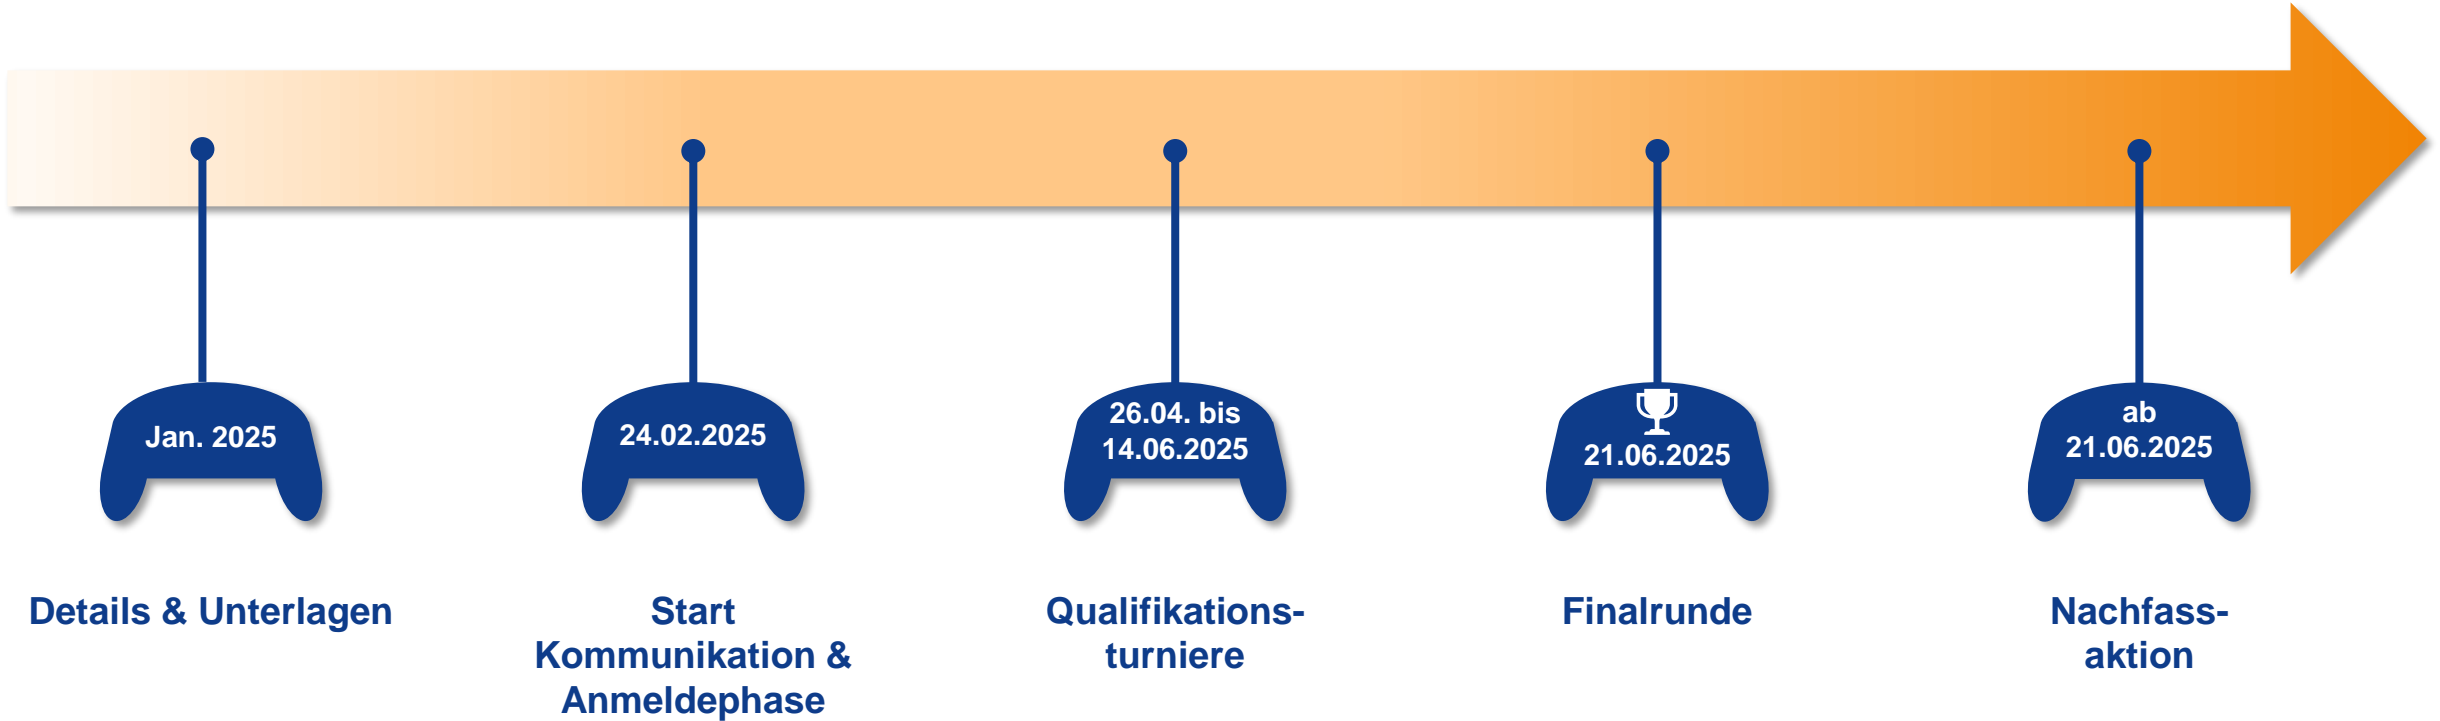 Jan. 2025
24.02.2025
26.04. bis
14.06.2025
21.06.2025
ab
21.06.2025
Details & Unterlagen
Start
Kommunikation &
Anmeldephase
Qualifikations-
turniere
Finalrunde
Nachfass-
aktion